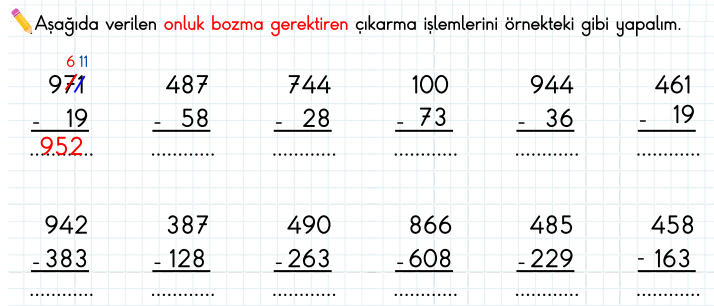 Aşağıda verilen onluk bozma gerektiren çıkarma işlemlerini örnekteki gibi yapalım.
6 11
971 487 744 100 944 461
- 19 - 58 - 28 - 73 - 36 - 19
952 ............ ............ ............ ............ ............
942 387 490 866 485 458
- 383 - 128 - 263 - 608 - 229 - 163
............ ............ ............ ............ ............ ............